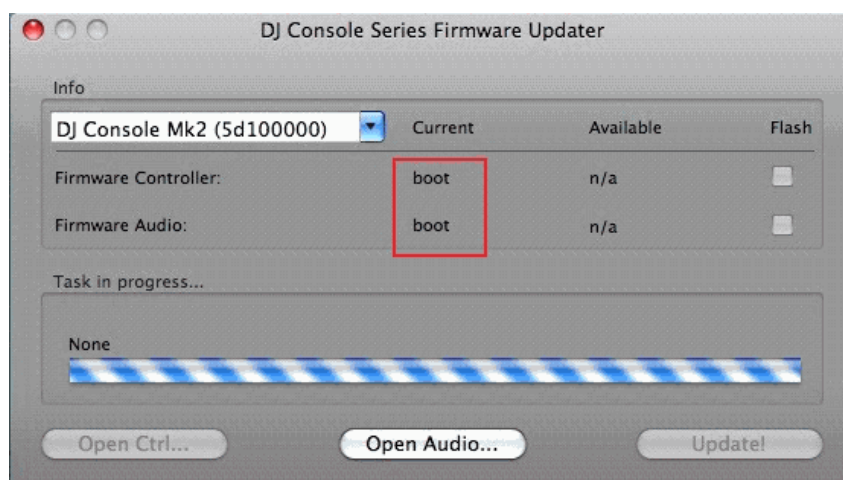 DJ Console Series Firmware Updater
Info
DJ Console Mk2 (5d100000) Current Available Flash
Firmware Controller: boot n/a
Firmware Audio: boot n/a
Task in progress...
None
Open Ctrl... Open Audio... Update!